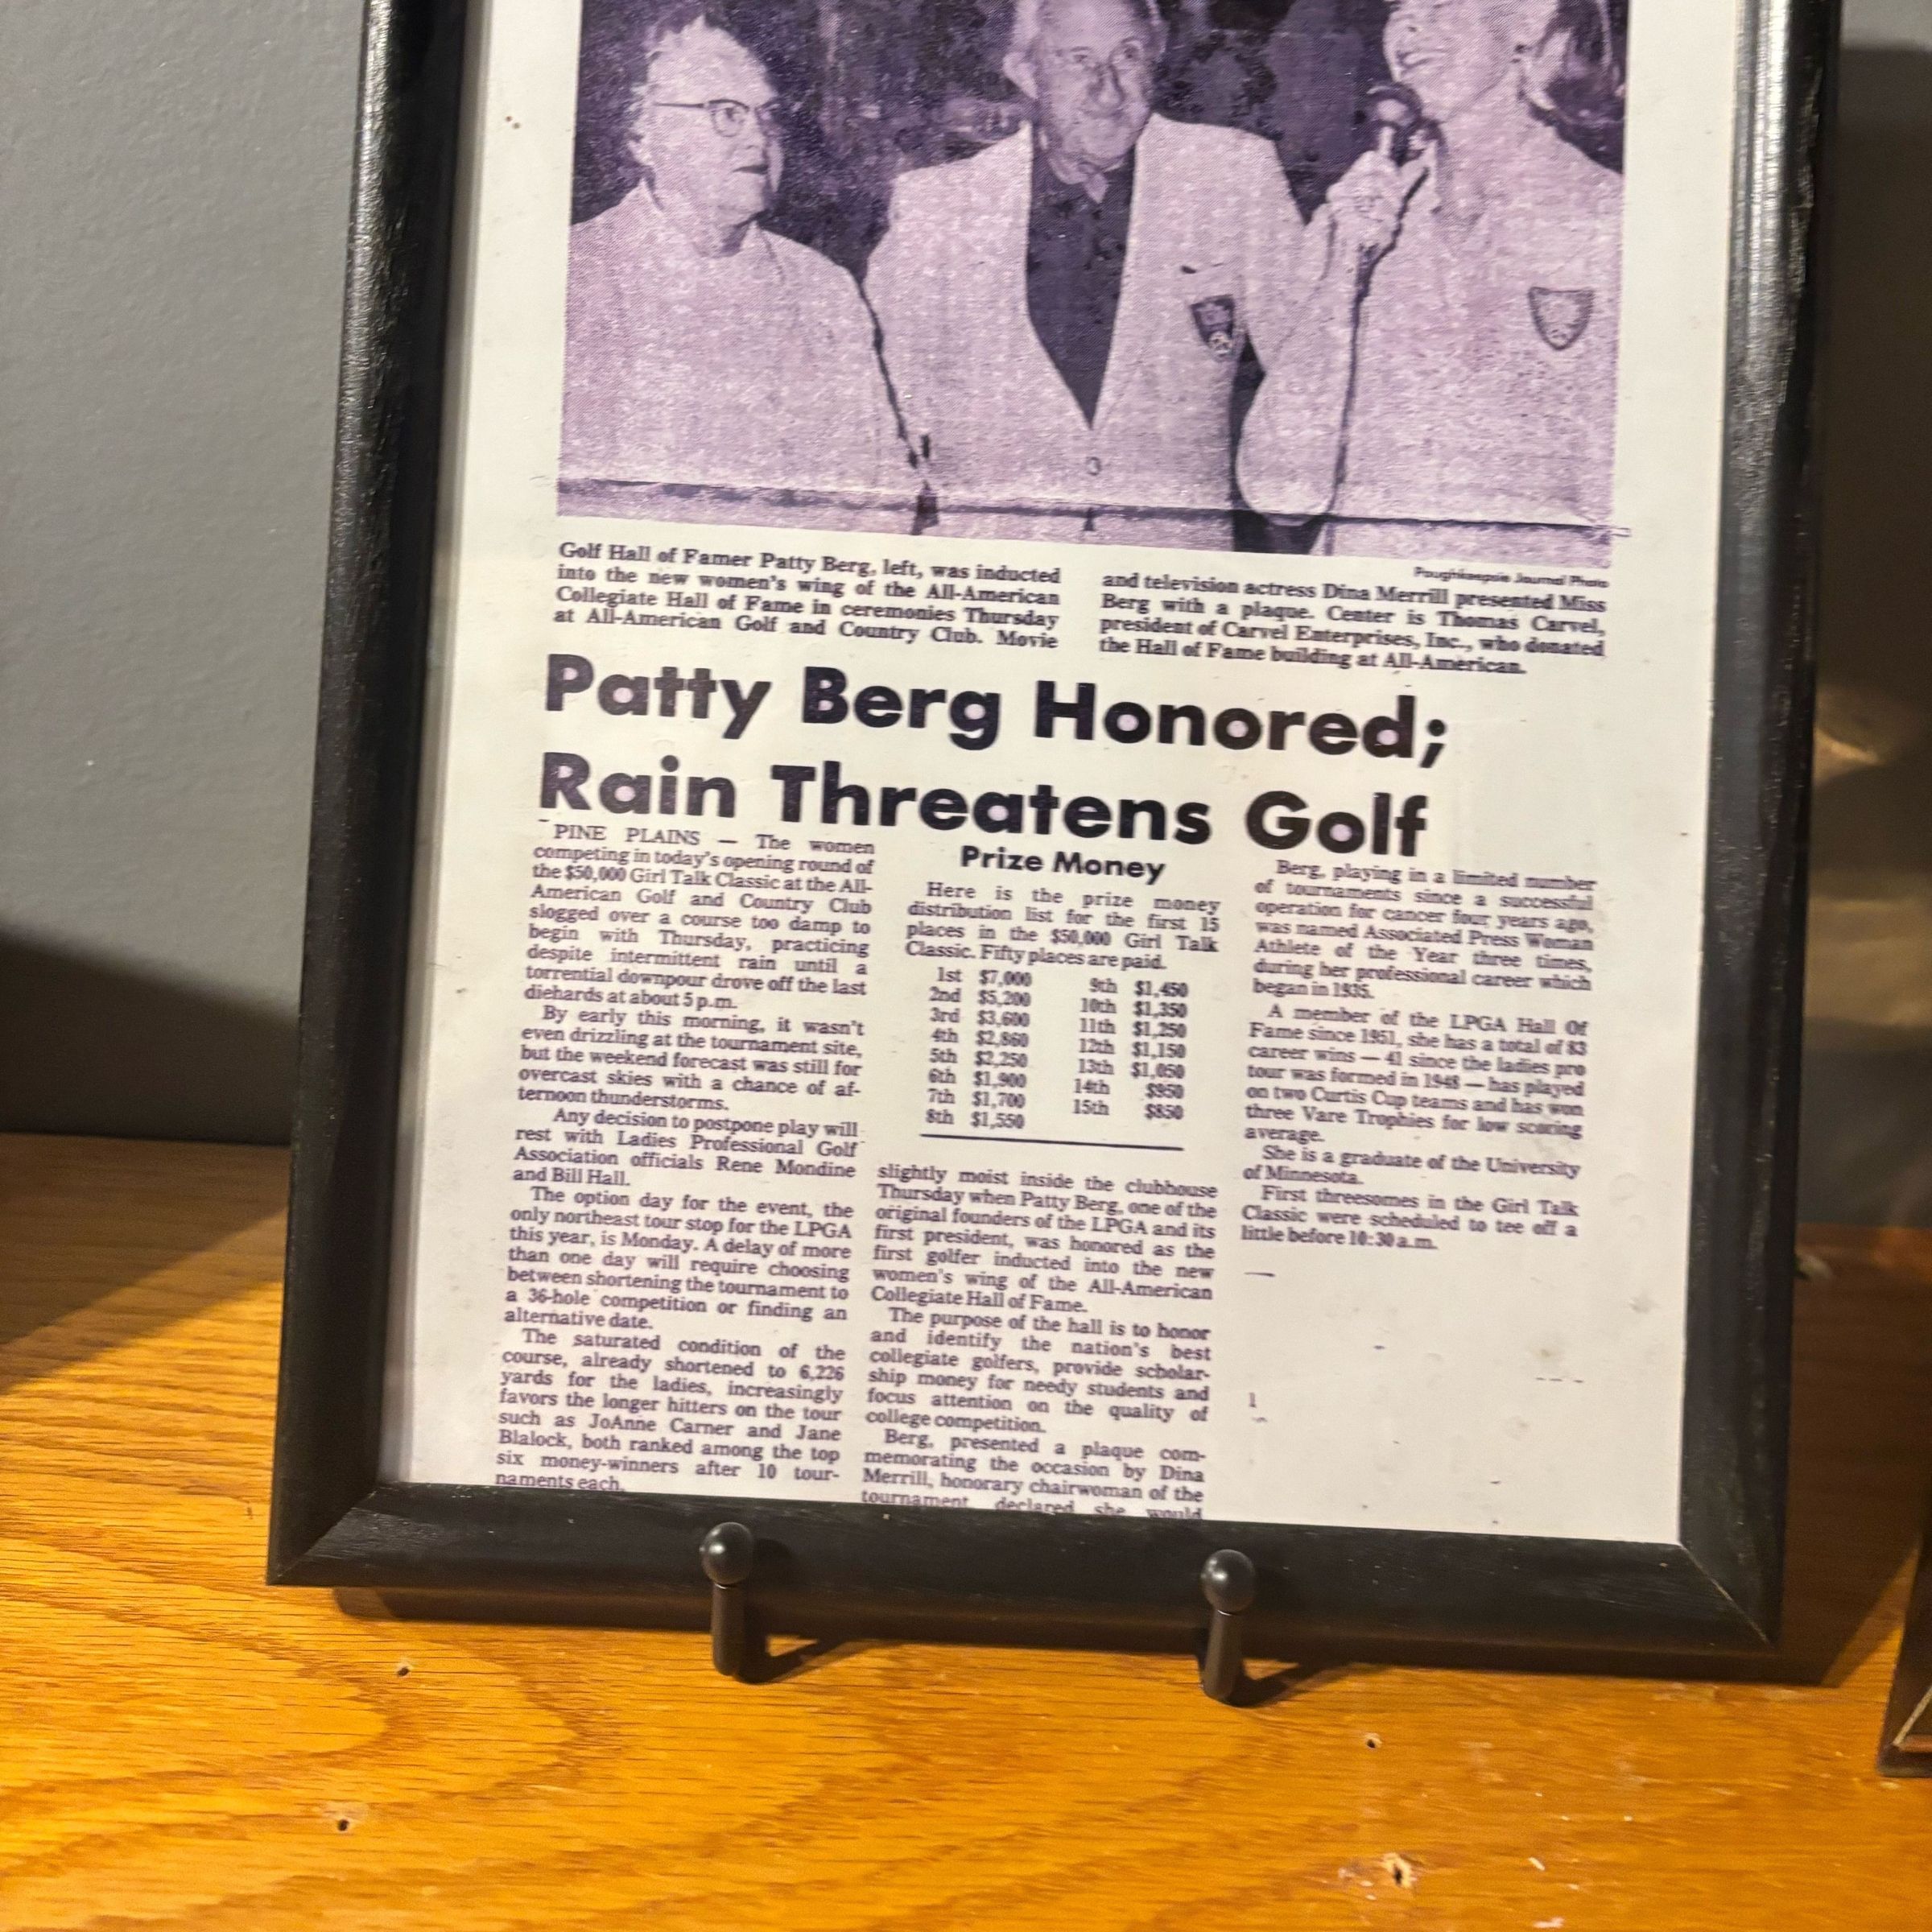 Poughkeepsie Journal Photo
Golf Hall of Famer Patty Berg, left, was inducted
into the new women's wing of the All-American
Collegiate Hall of Fame in ceremonies Thursday
at All-American Golf and Country Club. Movie
and television actress Dina Merrill presented Miss
Berg with a plaque. Center is Thomas Carvel,
president of Carvel Enterprises, Inc., who donated
the Hall of Fame building at All-American.
Patty Berg Honored;
Rain Threatens Golf
PINE PLAINS — The women
competing in today's opening round of
the $50,000 Girl Talk Classic at the All-
American Golf and Country Club
slogged over a course too damp to
begin with Thursday, practicing
despite intermittent rain until a
torrential downpour drove off the last
diehards at about 5 p.m.
By early this morning, it wasn't
even drizzling at the tournament site,
but the weekend forecast was still for
overcast skies with a chance of af-
ternoon thunderstorms.
Any decision to postpone play will
rest with Ladies Professional Golf
Association officials Rene Mondine
and Bill Hall.
The option day for the event, the
only northeast tour stop for the LPGA
this year, is Monday. A delay of more
than one day will require choosing
between shortening the tournament to
a 36-hole competition or finding an
alternative date.
The saturated condition of the
course, already shortened to 6,226
yards for the ladies, increasingly
favors the longer hitters on the tour
such as JoAnne Carner and Jane
Blalock, both ranked among the top
six money-winners after 10 tour-
naments each.
Prize Money
Here is the prize money
distribution list for the first 15
places in the $50,000 Girl Talk
Classic. Fifty places are paid.
1st $7,000
2nd $5,200
3rd $3,600
4th $2,860
5th $2,250
6th $1,900
7th $1,700
8th $1,550
9th $1,450
10th $1,350
11th $1,250
12th $1,150
13th $1,050
14th $950
15th $850
slightly moist inside the clubhouse
Thursday when Patty Berg, one of the
original founders of the LPGA and its
first president, was honored as the
first golfer inducted into the new
women's wing of the All-American
Collegiate Hall of Fame.
The purpose of the hall is to honor
and identify the nation's best
collegiate golfers, provide scholar-
ship money for needy students and
focus attention on the quality of
college competition.
Berg, presented a plaque com-
memorating the occasion by Dina
Merrill, honorary chairwoman of the
tournament, declared she would
Berg, playing in a limited number
of tournaments since a successful
operation for cancer four years ago,
was named Associated Press Woman
Athlete of the Year three times,
during her professional career which
began in 1935.
A member of the LPGA Hall Of
Fame since 1951, she has a total of 83
career wins — 41 since the ladies pro
tour was formed in 1948 — has played
on two Curtis Cup teams and has won
three Vare Trophies for low scoring
average.
She is a graduate of the University
of Minnesota.
First threesomes in the Girl Talk
Classic were scheduled to tee off a
little before 10:30 a.m.